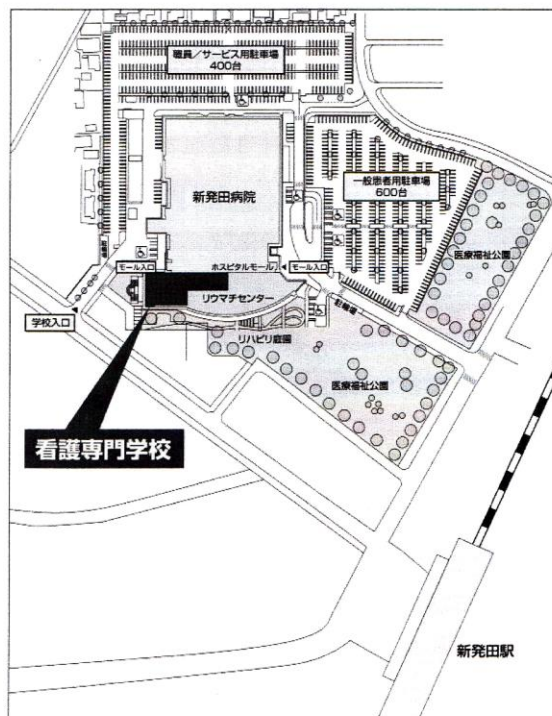 職員／サービス用駐車場
400台
新発田病院
一般患者用駐車場
600台
医療福祉公園
駐輪場
モール入口
ホスピタルモール
モール入口
リウマチセンター
駐輪場
学校入口
リハビリ庭園
医療福祉公園
看護専門学校
新発田駅